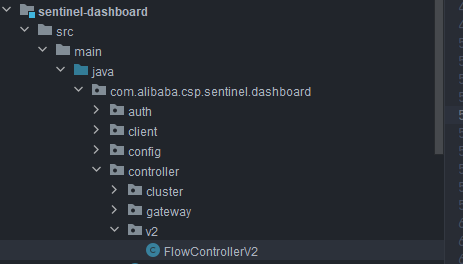 sentinel-dashboard
src
main
java
com.alibaba.csp.sentinel.dashboard
auth
client
config
controller
cluster
gateway
v2
FlowControllerV2